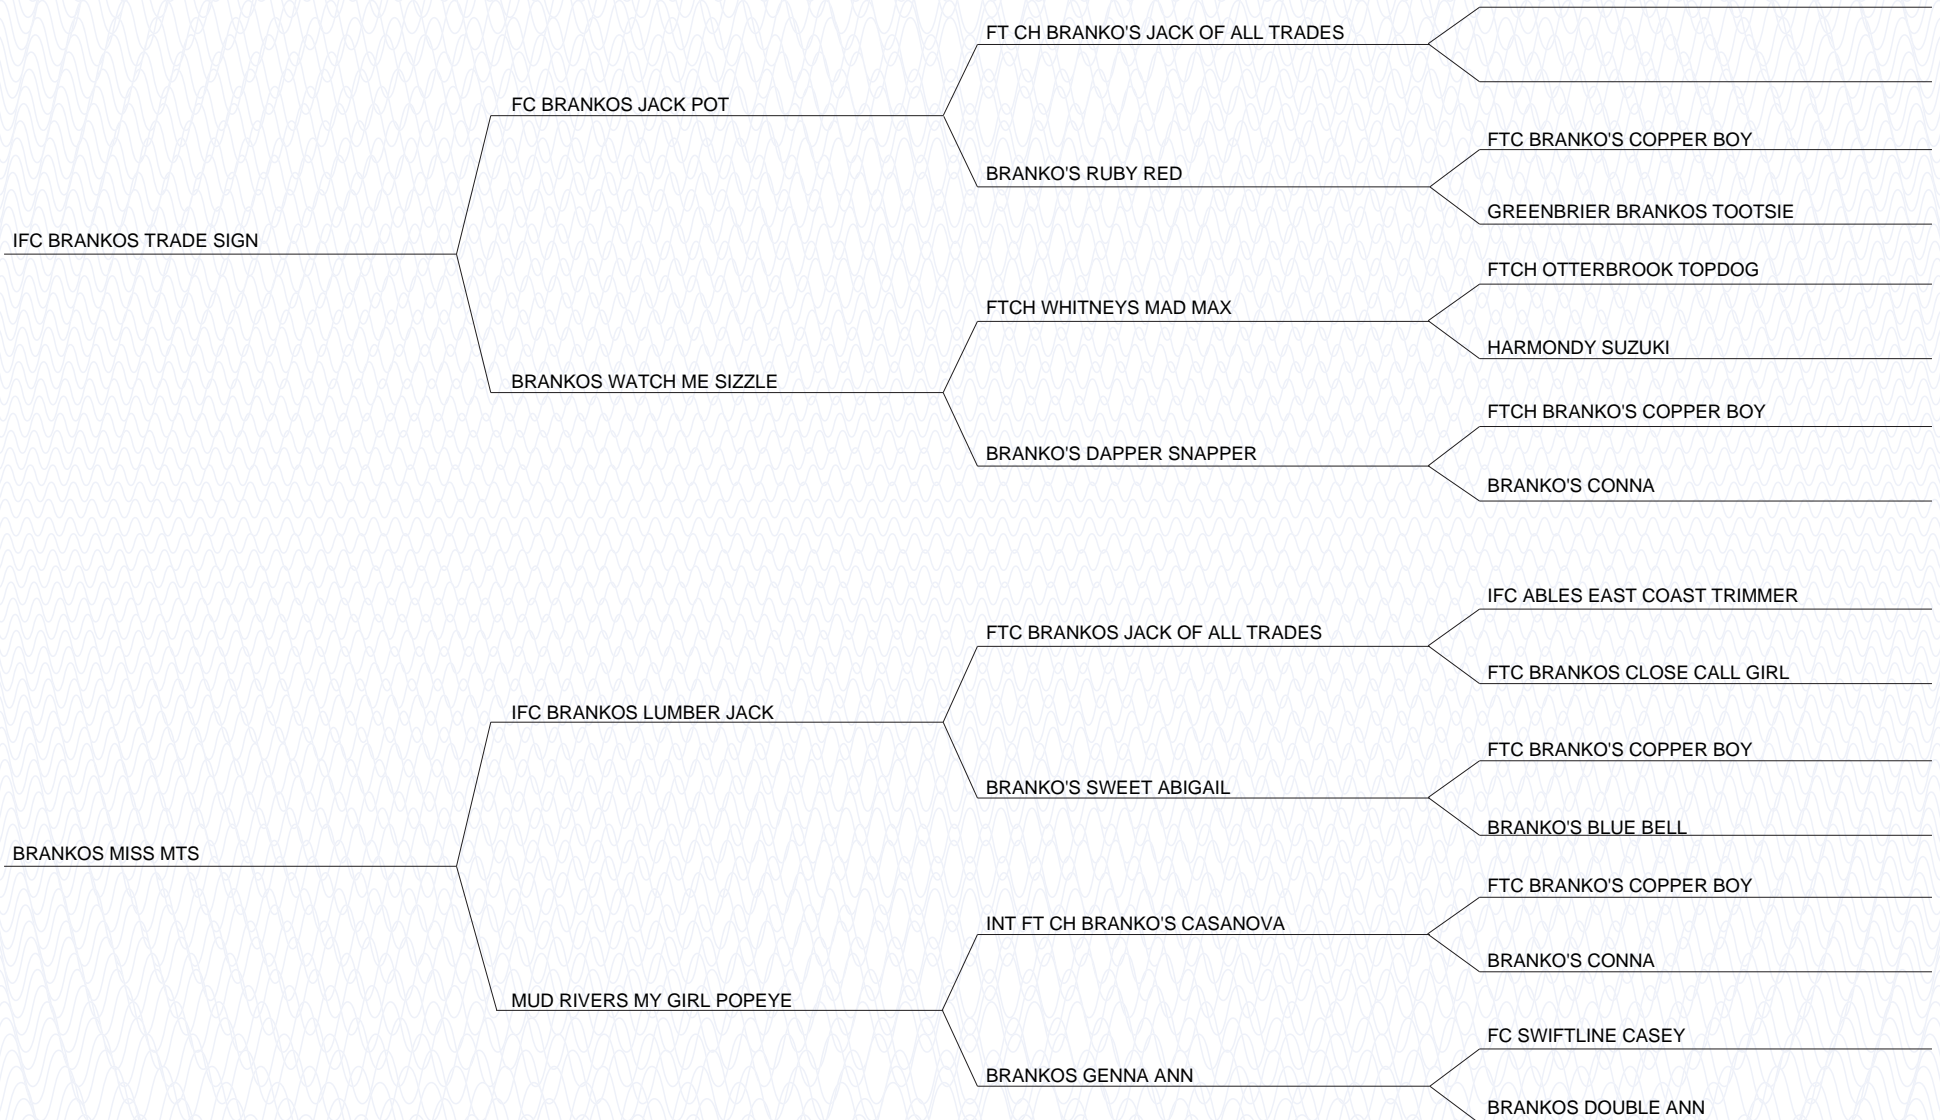 FT CH BRANKO'S JACK OF ALL TRADES
FC BRANKOS JACK POT
FTC BRANKO'S COPPER BOY
BRANKO'S RUBY RED
GREENBRIER BRANKOS TOOTSIE
IFC BRANKOS TRADE SIGN
FTCH OTTERBROOK TOPDOG
FTCH WHITNEYS MAD MAX
HARMONDY SUZUKI
BRANKOS WATCH ME SIZZLE
FTCH BRANKO'S COPPER BOY
BRANKO'S DAPPER SNAPPER
BRANKO'S CONNA
IFC ABLES EAST COAST TRIMMER
FTC BRANKOS JACK OF ALL TRADES
FTC BRANKOS CLOSE CALL GIRL
IFC BRANKOS LUMBER JACK
FTC BRANKO'S COPPER BOY
BRANKO'S SWEET ABIGAIL
BRANKO'S BLUE BELL
BRANKOS MISS MTS
FTC BRANKO'S COPPER BOY
INT FT CH BRANKO'S CASANOVA
BRANKO'S CONNA
MUD RIVERS MY GIRL POPEYE
FC SWIFTLINE CASEY
BRANKOS GENNA ANN
BRANKOS DOUBLE ANN